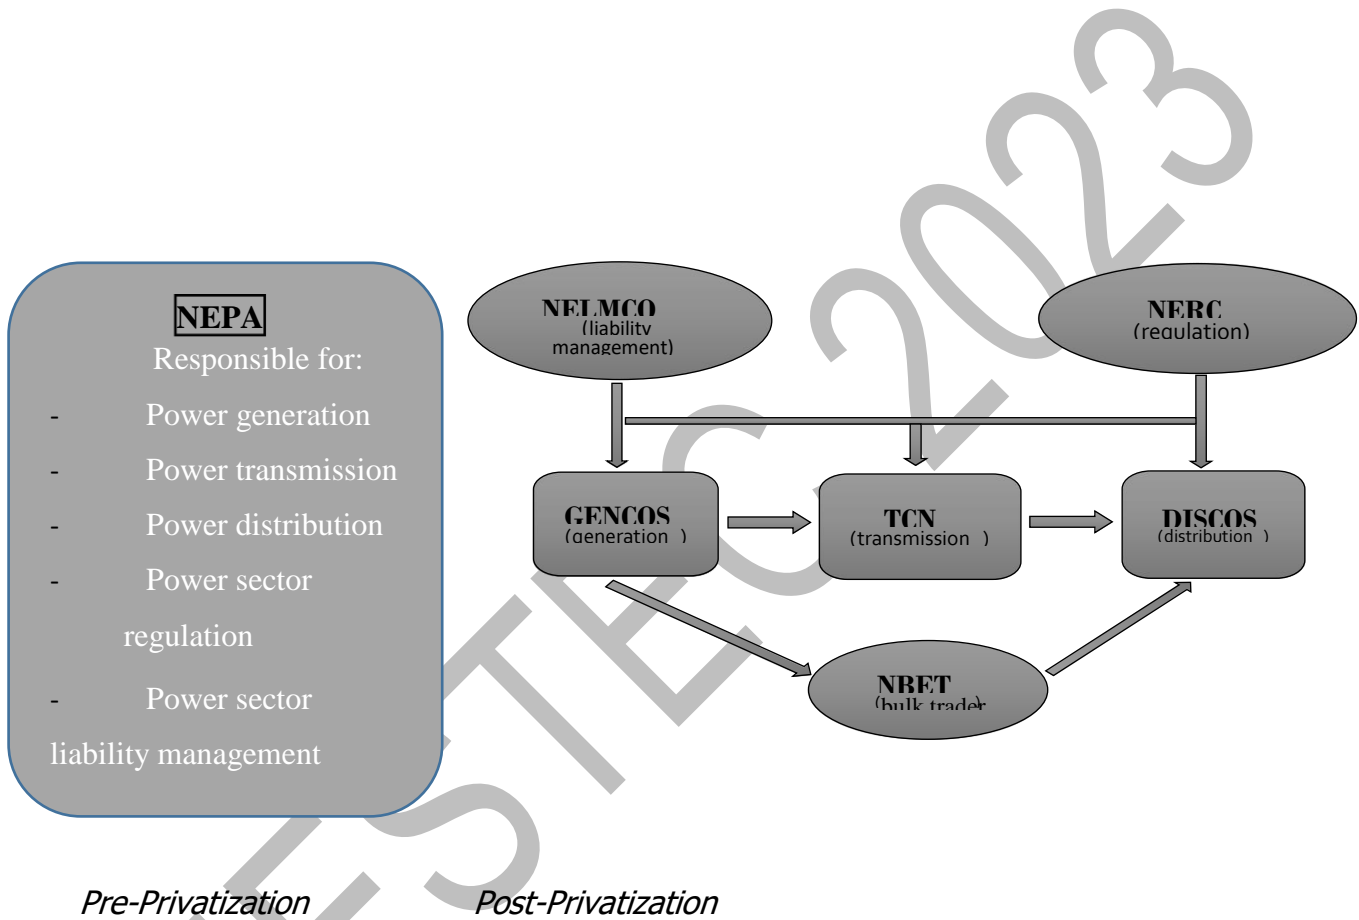 NEPA
Responsible for:
- Power generation
- Power transmission
- Power distribution
- Power sector
regulation
- Power sector
liability management
NELMCO
(liability
management)
NERC
(regulation)
GENCOS
(generation )
TCN
(transmission )
DISCOS
(distribution )
NBET
(bulk trader)
Pre-Privatization
Post-Privatization
ESTEC 2023